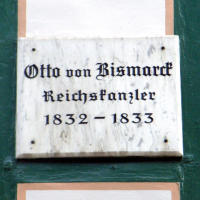 Otto von Bismarck
Reichskanzler
1832 – 1833